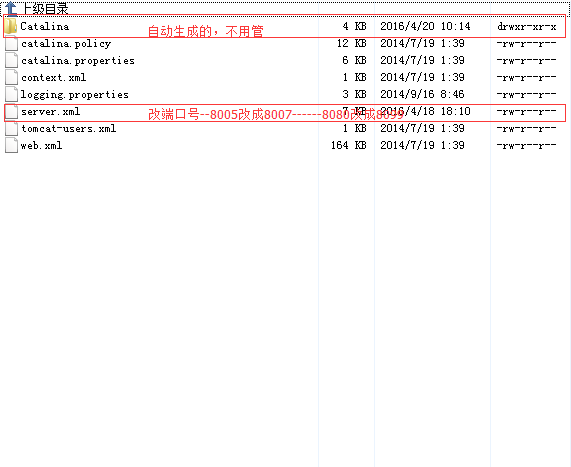 上级目录
Catalina 4 KB 2016/4/20 10:14 drwxr-xr-x
自动生成的，不用管
catalina.policy 12 KB 2014/7/19 1:39 -rw-r--r--
catalina.properties 6 KB 2014/7/19 1:39 -rw-r--r--
context.xml 1 KB 2014/7/19 1:39 -rw-r--r--
logging.properties 3 KB 2014/9/16 8:46 -rw-r--r--
server.xml 7 KB 2016/4/18 18:10 -rw-r--r--
改端口号--8005改成8007------8080改成8099
tomcat-users.xml 1 KB 2014/7/19 1:39 -rw-r--r--
web.xml 164 KB 2014/7/19 1:39 -rw-r--r--